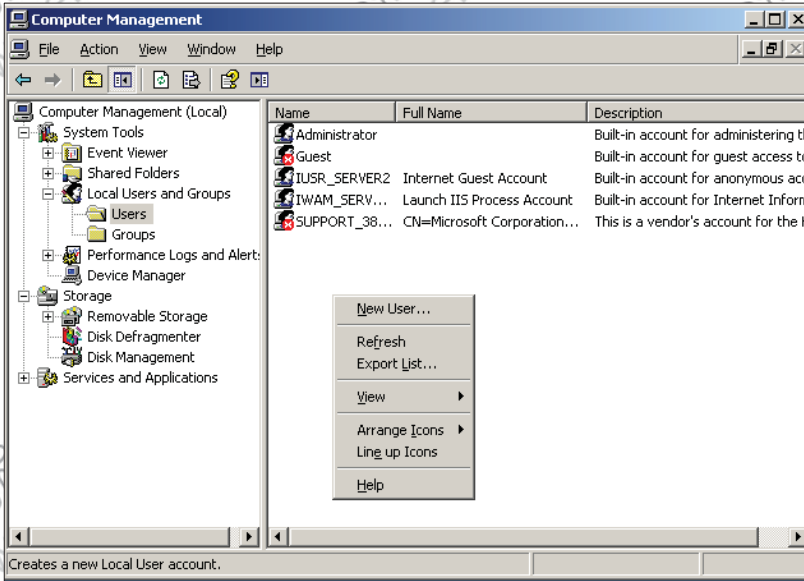 Computer Management
File Action View Window Help
Computer Management (Local)
System Tools
Event Viewer
Shared Folders
Local Users and Groups
Users
Groups
Performance Logs and Alert
Device Manager
Storage
Removable Storage
Disk Defragmenter
Disk Management
Services and Applications
Name Full Name Description
Administrator Built-in account for administering t
Guest Built-in account for guest access t
IUSR_SERVER2 Internet Guest Account Built-in account for anonymous ac
IWAM_SERV... Launch IIS Process Account Built-in account for Internet Inform
SUPPORT_38... CN=Microsoft Corporation... This is a vendor's account for the
New User...
Refresh
Export List...
View
Arrange Icons
Line up Icons
Help
Creates a new Local User account.